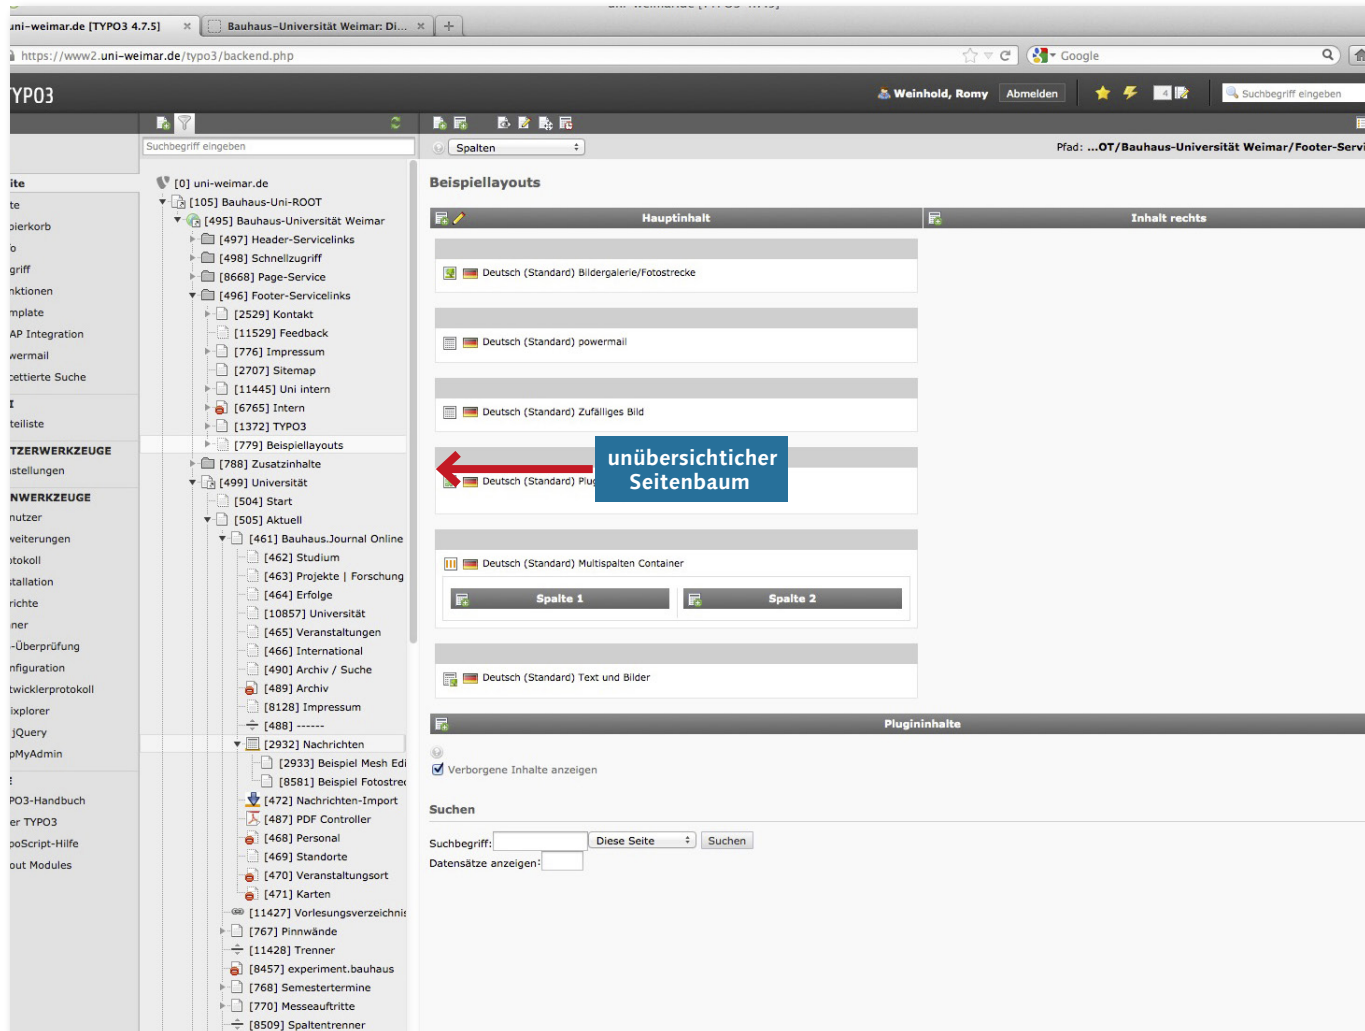 uni-weimar.de [TYPO3 4.7.5]
Bauhaus-Universität Weimar: Di...
https://www2.uni-weimar.de/typo3/backend.php
Google
TYPO3
Weinhold, Romy
Abmelden
4
Suchbegriff eingeben
Suchbegriff eingeben
Spalten
Pfad: ...OT/Bauhaus-Universität Weimar/Footer-Servi
ite
te
pierkorb
o
griff
nktionen
mplate
AP Integration
wermail
cettierte Suche
I
teiliste
TZERWERKZEUGE
stellungen
NWERKZEUGE
nutzer
weiterungen
otokoll
stallation
richte
ner
-Überprüfung
nfiguration
twicklerprotokoll
ixplorer
jQuery
pMyAdmin
PO3-Handbuch
er TYPO3
poScript-Hilfe
out Modules
[0] uni-weimar.de
[105] Bauhaus-Uni-ROOT
[495] Bauhaus-Universität Weimar
[497] Header-Servicelinks
[498] Schnellzugriff
[8668] Page-Service
[496] Footer-Servicelinks
[2529] Kontakt
[11529] Feedback
[776] Impressum
[2707] Sitemap
[11445] Uni intern
[6765] Intern
[1372] TYPO3
[779] Beispiellayouts
[788] Zusatzinhalte
[499] Universität
[504] Start
[505] Aktuell
[461] Bauhaus.Journal Online
[462] Studium
[463] Projekte | Forschung
[464] Erfolge
[10857] Universität
[465] Veranstaltungen
[466] International
[490] Archiv / Suche
[489] Archiv
[8128] Impressum
[488] ------
[2932] Nachrichten
[2933] Beispiel Mesh Edi
[8581] Beispiel Fotostrec
[472] Nachrichten-Import
[487] PDF Controller
[468] Personal
[469] Standorte
[470] Veranstaltungsort
[471] Karten
[11427] Vorlesungsverzeichnis
[767] Pinnwände
[11428] Trenner
[8457] experiment.bauhaus
[768] Semestertermine
[770] Messeauftritte
[8509] Spaltentrenner
Beispiellayouts
Hauptinhalt
Inhalt rechts
Deutsch (Standard) Bildergalerie/Fotostrecke
Deutsch (Standard) powermail
Deutsch (Standard) Zufälliges Bild
unübersichticher
Seitenbaum
Deutsch (Standard) Plug
Deutsch (Standard) Multispalten Container
Spalte 1
Spalte 2
Deutsch (Standard) Text und Bilder
Plugininhalte
Verborgene Inhalte anzeigen
Suchen
Suchbegriff:
Diese Seite
Suchen
Datensätze anzeigen: